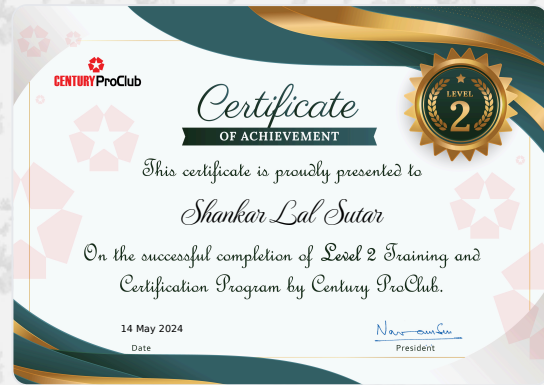 CENTURY ProClub
LEVEL
2
Certificate
OF ACHIEVEMENT
This certificate is proudly presented to
Shankar Lal Sutar
On the successful completion of Level 2 Training and
Certification Program by Century ProClub.
14 May 2024
Date
President